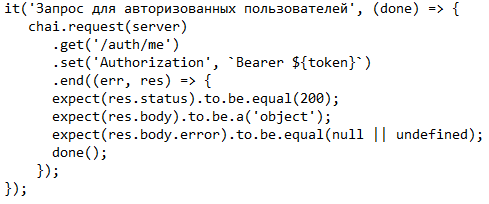 it('Запрос для авторизованных пользователей', (done) => {
chai.request(server)
.get('/auth/me')
.set('Authorization', `Bearer ${token}`)
.end((err, res) => {
expect(res.status).to.be.equal(200);
expect(res.body).to.be.a('object');
expect(res.body.error).to.be.equal(null || undefined);
done();
});
});